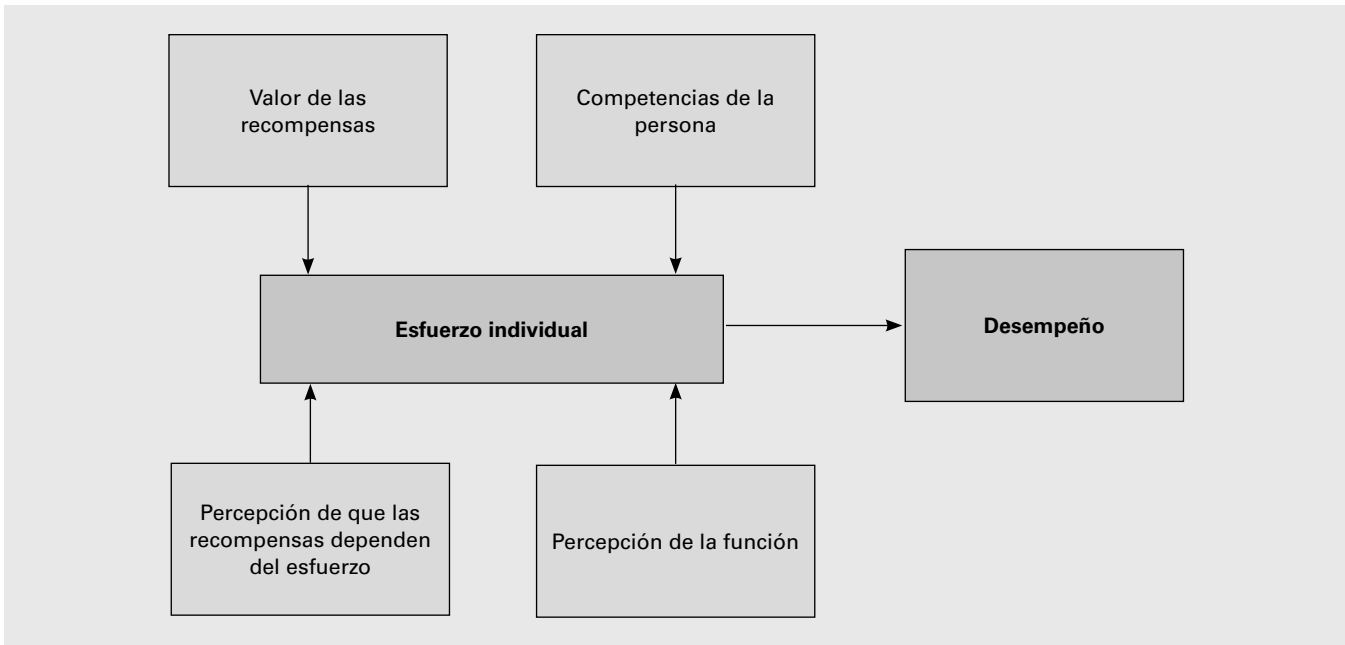 Valor de las
recompensas
Competencias de la
persona
Esfuerzo individual
Desempeño
Percepción de que las
recompensas dependen
del esfuerzo
Percepción de la función